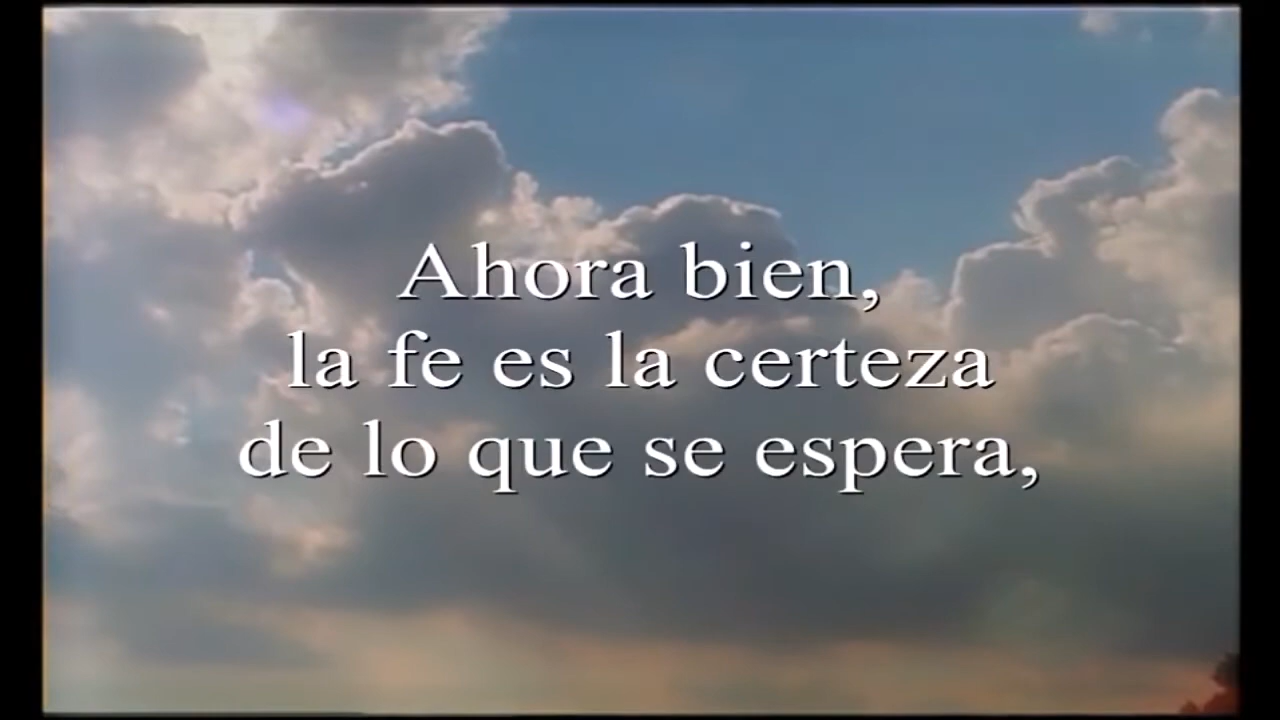 Ahora bien,
la fe es la certeza
de lo que se espera,